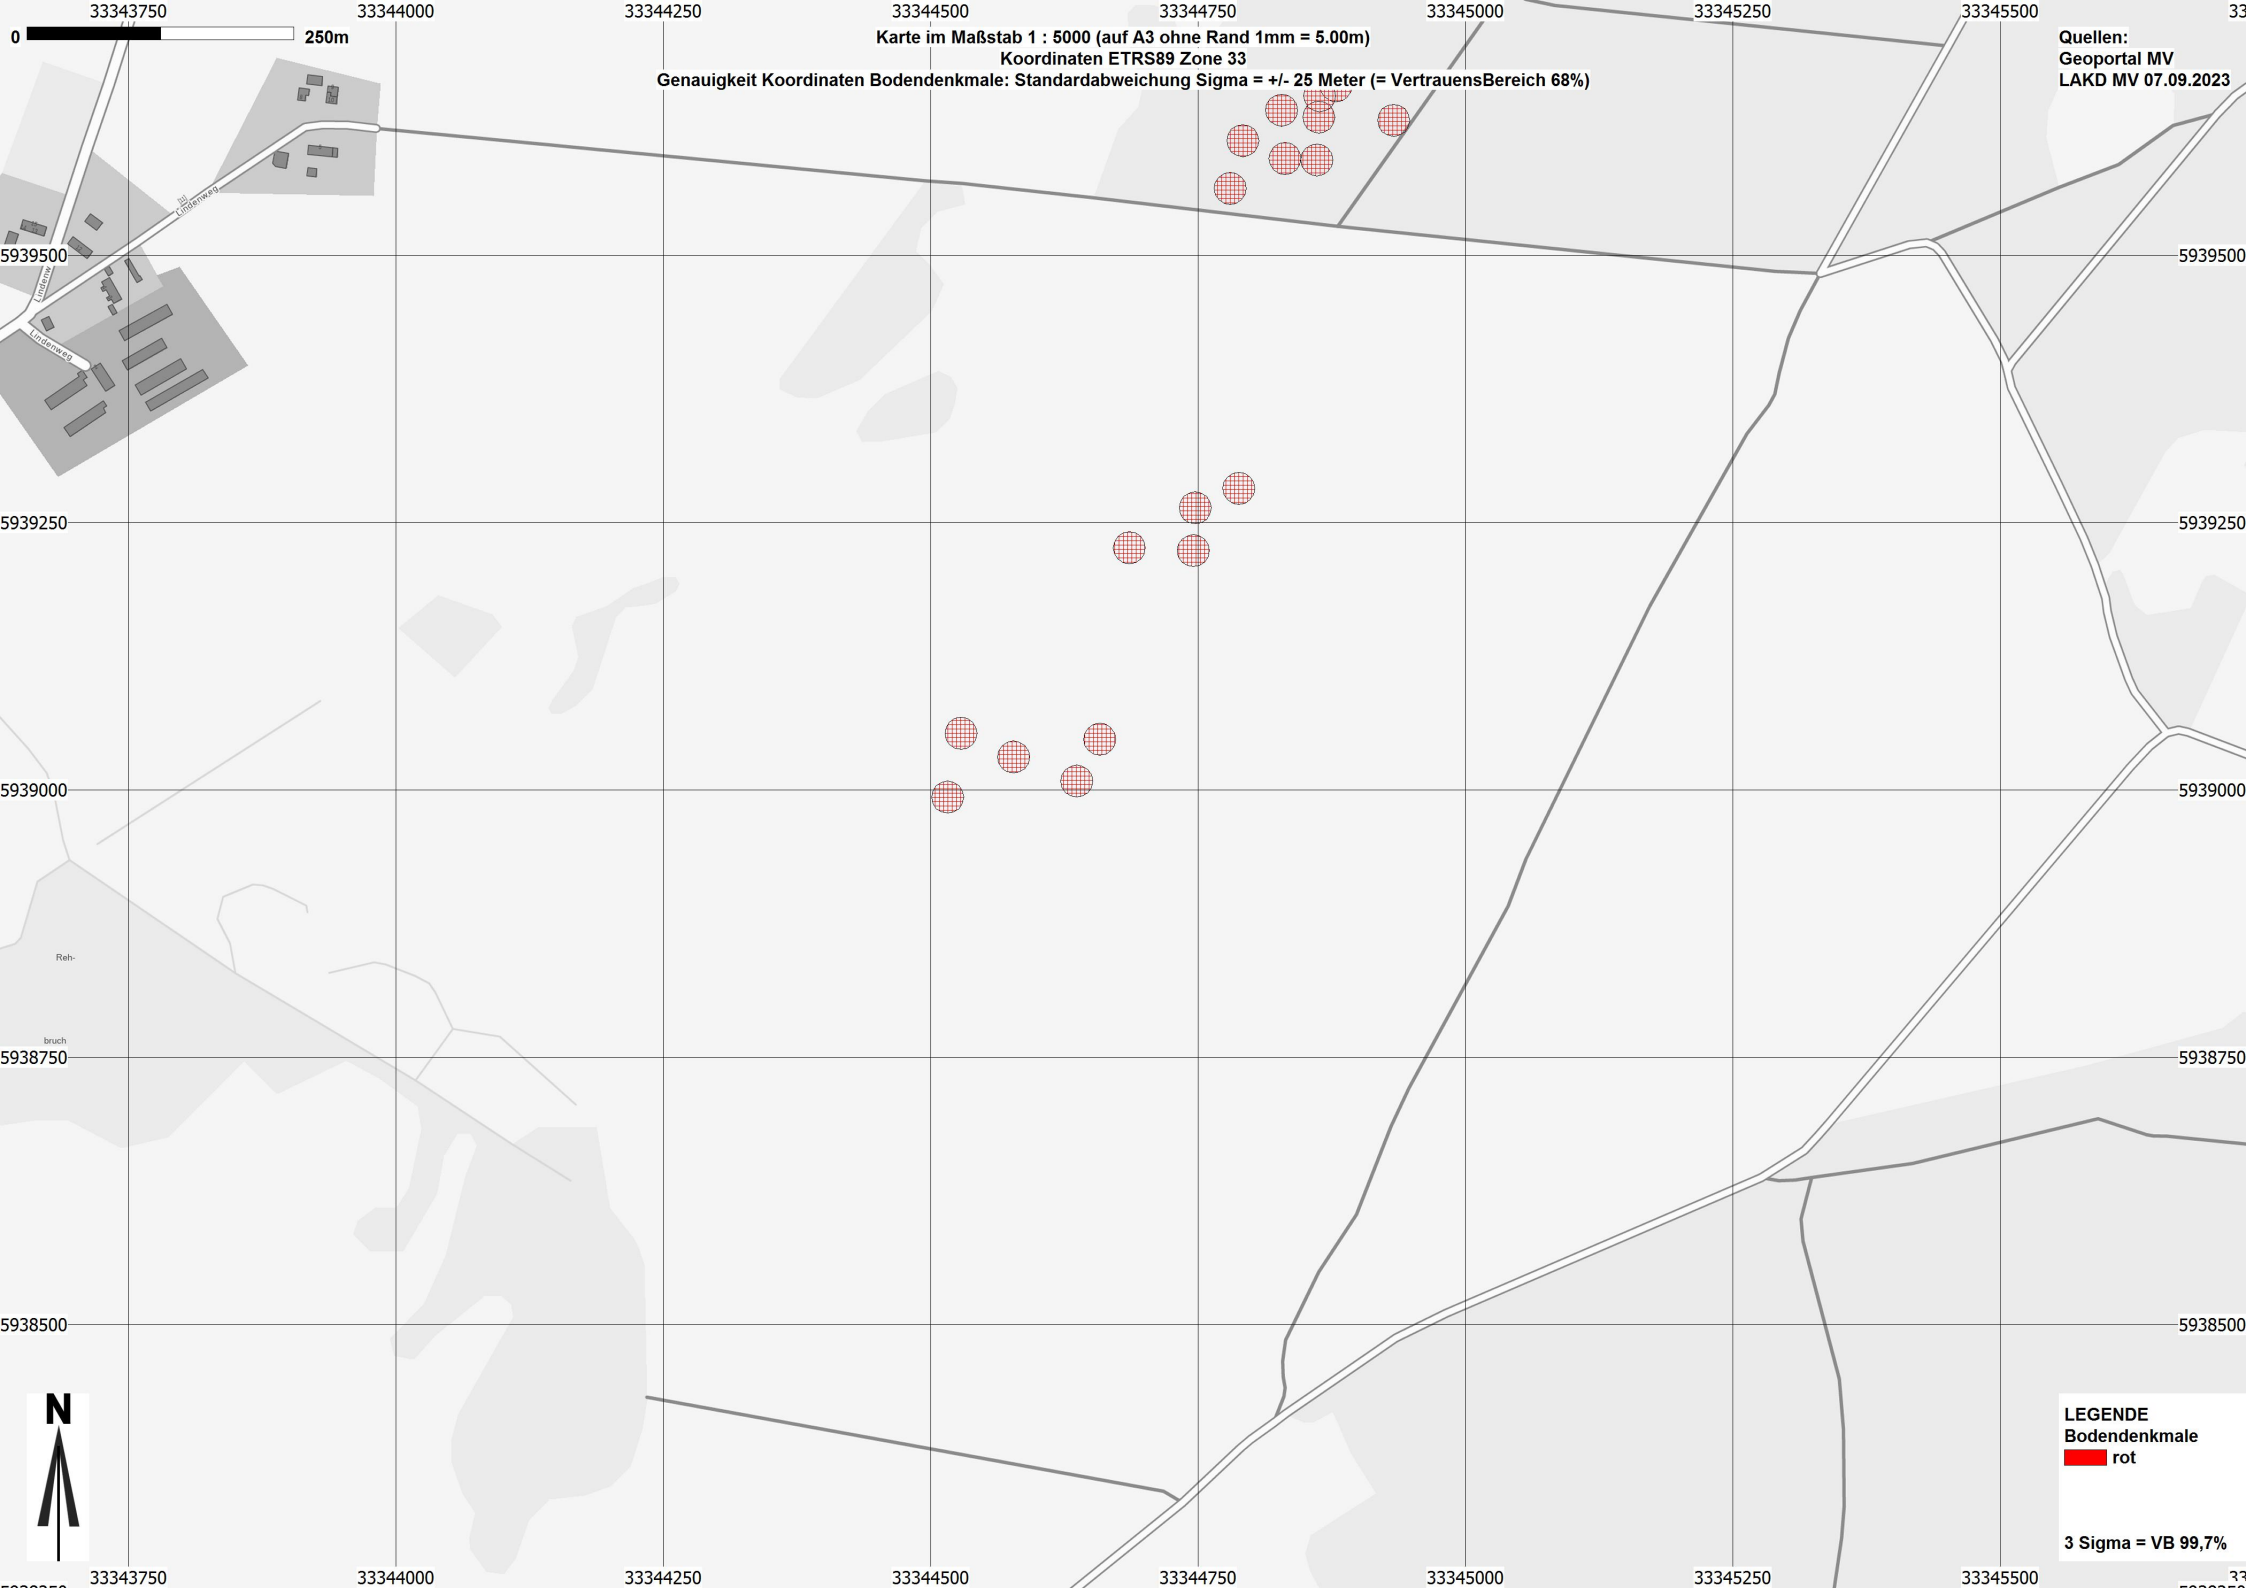 33343750 33344000 33344250 33344500 33344750 33345000 33345250 33345500
0 250m
Karte im Maßstab 1 : 5000 (auf A3 ohne Rand 1mm = 5.00m)
Koordinaten ETRS89 Zone 33
Genauigkeit Koordinaten Bodendenkmale: Standardabweichung Sigma = +/- 25 Meter (= VertrauensBereich 68%)
Quellen:
Geoportal MV
LAKD MV 07.09.2023
Lindenweg
5939500 5939500
Lindenw
Lindenweg
5939250 5939250
5939000 5939000
Reh-
bruch
5938750 5938750
5938500 5938500
N
LEGENDE
Bodendenkmale
rot
3 Sigma = VB 99,7%
33343750 33344000 33344250 33344500 33344750 33345000 33345250 33345500